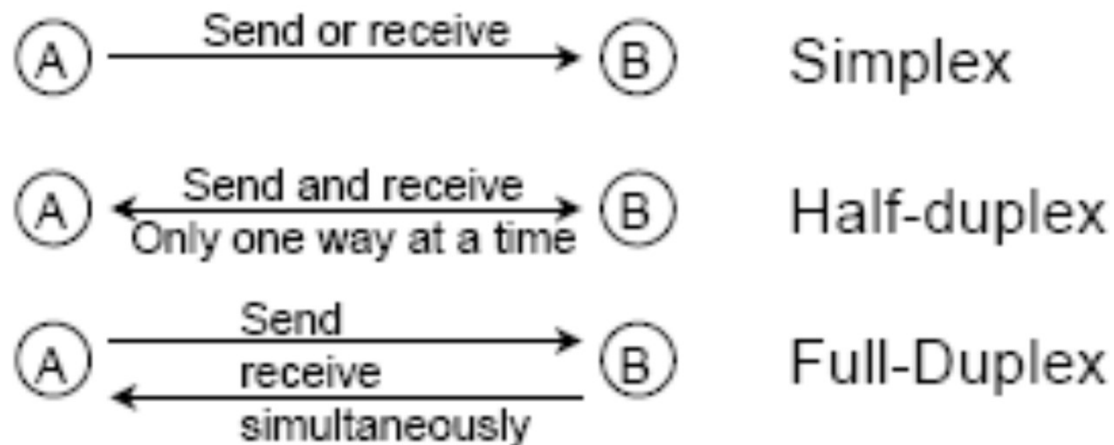 A Send or receive B Simplex
A Send and receive B Half-duplex
Only one way at a time
A Send B Full-Duplex
receive
simultaneously